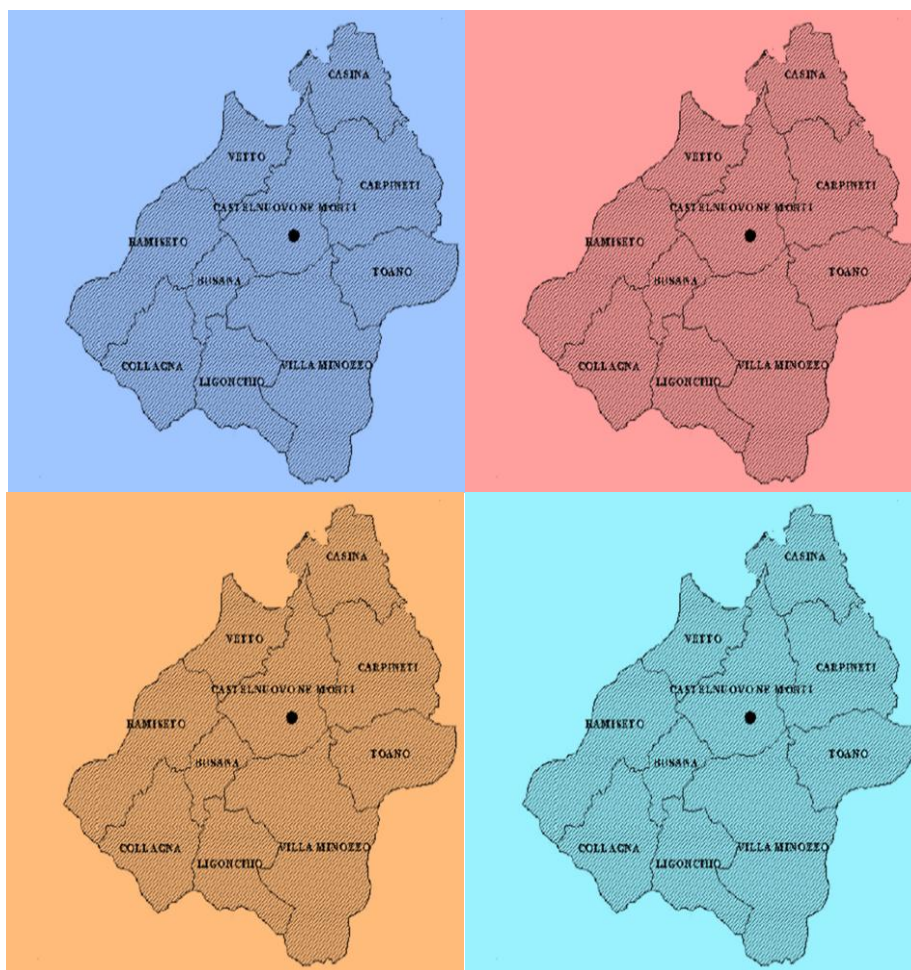 CASINA
CASINA
VETTO
VETTO
CARPINETI
CARPINETI
CASTELNUOVO NE MONTI
CASTELNUOVO NE MONTI
RAMISETO
RAMISETO
BUSANA
TOANO
BUSANA
TOANO
COLLAGNA
VILLA MINOZZO
COLLAGNA
VILLA MINOZZO
LIGONCHIO
LIGONCHIO
CASINA
CASINA
VETTO
VETTO
CARPINETI
CARPINETI
CASTELNUOVO NE MONTI
CASTELNUOVO NE MONTI
RAMISETO
RAMISETO
BUSANA
TOANO
BUSANA
TOANO
COLLAGNA
VILLA MINOZZO
COLLAGNA
VILLA MINOZZO
LIGONCHIO
LIGONCHIO